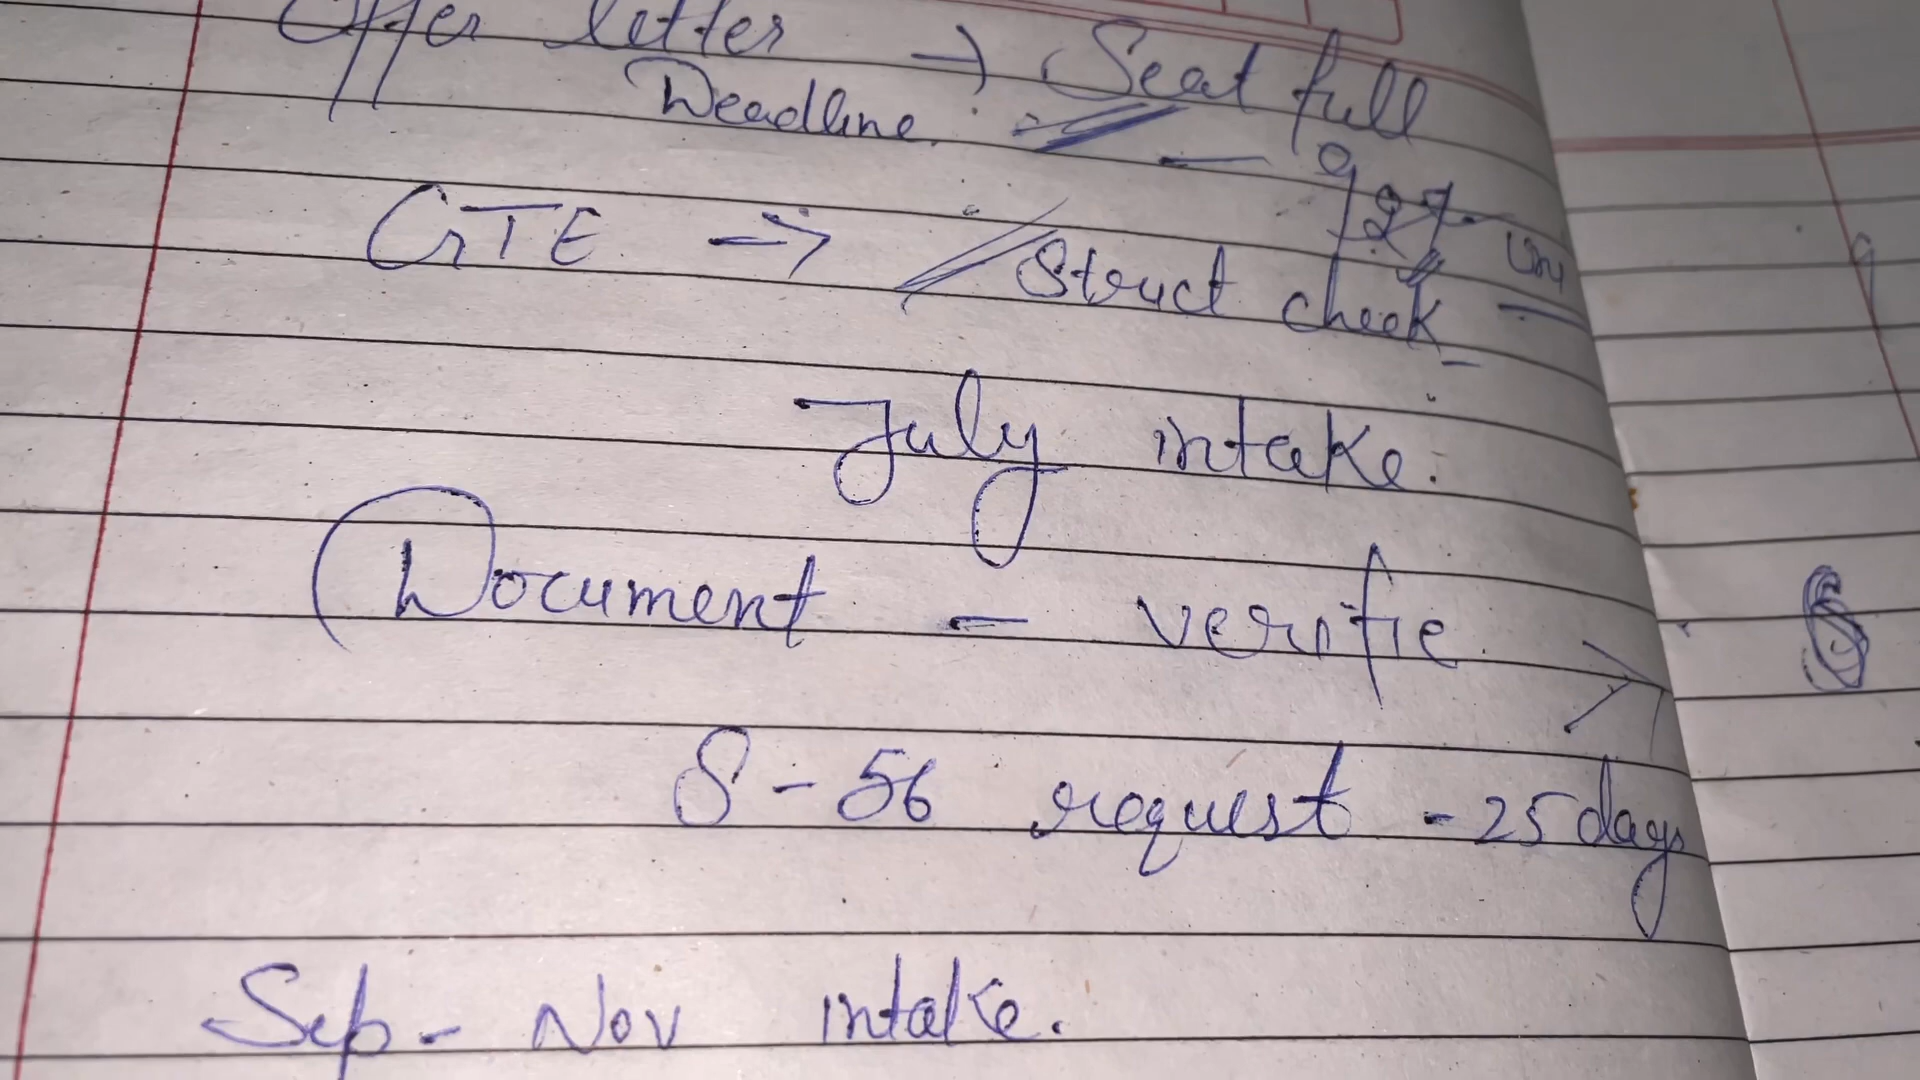 Offer letter → Seat full
Deadline.
GTE → Struct check
July intake.
Document - verifie
S-56 request - 25 days
Sep - Nov intake.